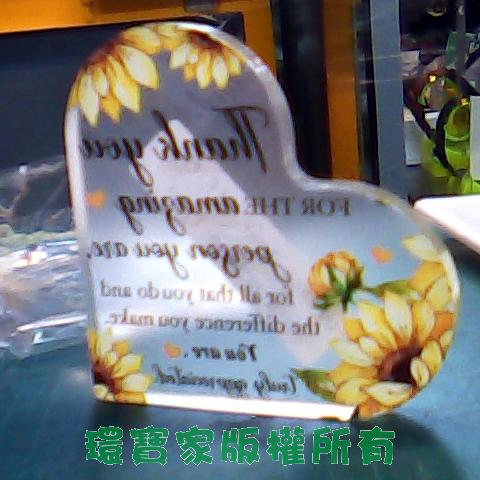 Thank you
FOR THE amazing
person you are,
for all that you do and
the difference you make.
You are
truly appreciated.
環寶家版權所有